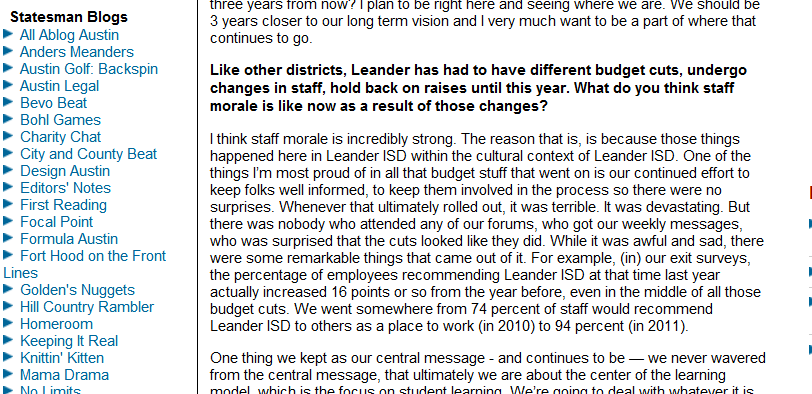 Statesman Blogs
All Ablog Austin
Anders Meanders
Austin Golf: Backspin
Austin Legal
Bevo Beat
Bohl Games
Charity Chat
City and County Beat
Design Austin
Editors' Notes
First Reading
Focal Point
Formula Austin
Fort Hood on the Front
Lines
Golden's Nuggets
Hill Country Rambler
Homeroom
Keeping It Real
Knittin' Kitten
Mama Drama
No Limits
three years from now? I plan to be right here and seeing where we are. We should be
3 years closer to our long term vision and I very much want to be a part of where that
continues to go.
Like other districts, Leander has had to have different budget cuts, undergo
changes in staff, hold back on raises until this year. What do you think staff
morale is like now as a result of those changes?
I think staff morale is incredibly strong. The reason that is, is because those things
happened here in Leander ISD within the cultural context of Leander ISD. One of the
things I'm most proud of in all that budget stuff that went on is our continued effort to
keep folks well informed, to keep them involved in the process so there were no
surprises. Whenever that ultimately rolled out, it was terrible. It was devastating. But
there was nobody who attended any of our forums, who got our weekly messages,
who was surprised that the cuts looked like they did. While it was awful and sad, there
were some remarkable things that came out of it. For example, (in) our exit surveys,
the percentage of employees recommending Leander ISD at that time last year
actually increased 16 points or so from the year before, even in the middle of all those
budget cuts. We went somewhere from 74 percent of staff would recommend
Leander ISD to others as a place to work (in 2010) to 94 percent (in 2011).
One thing we kept as our central message - and continues to be — we never wavered
from the central message, that ultimately we are about the center of the learning
model, which is the focus on student learning. We're going to deal with whatever it is